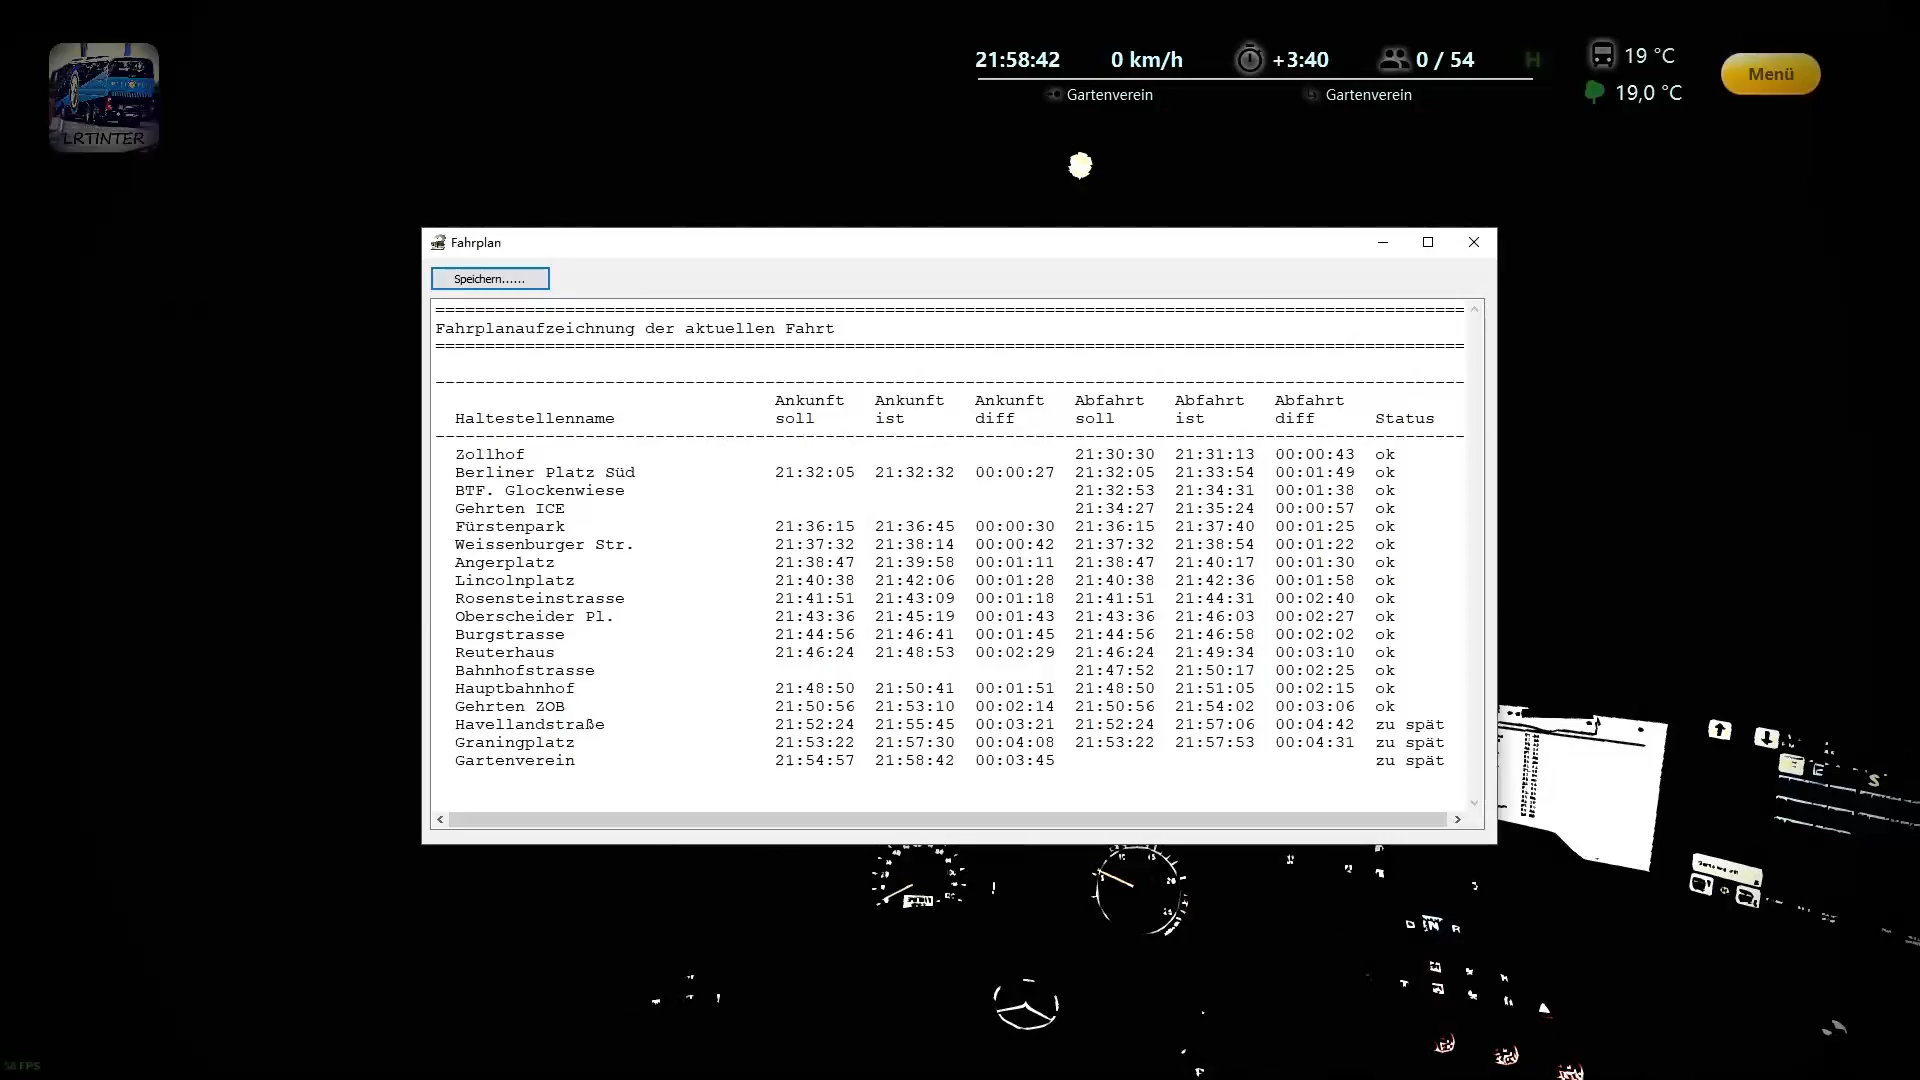 LRTINTER
21:58:42 0 km/h +3:40 0 / 54 H 19 °C
Gartenverein Gartenverein 19,0 °C
Menü
Fahrplan
Speichern......
Fahrplanaufzeichnung der aktuellen Fahrt
Ankunft Ankunft Ankunft Abfahrt Abfahrt Abfahrt
Haltestellenname soll ist diff soll ist diff Status
Zollhof 21:30:30 21:31:13 00:00:43 ok
Berliner Platz Süd 21:32:05 21:32:32 00:00:27 21:32:05 21:33:54 00:01:49 ok
BTF. Glockenwiese 21:32:53 21:34:31 00:01:38 ok
Gehrten ICE 21:34:27 21:35:24 00:00:57 ok
Fürstenpark 21:36:15 21:36:45 00:00:30 21:36:15 21:37:40 00:01:25 ok
Weissenburger Str. 21:37:32 21:38:14 00:00:42 21:37:32 21:38:54 00:01:22 ok
Angerplatz 21:38:47 21:39:58 00:01:11 21:38:47 21:40:17 00:01:30 ok
Lincolnplatz 21:40:38 21:42:06 00:01:28 21:40:38 21:42:36 00:01:58 ok
Rosensteinstrasse 21:41:51 21:43:09 00:01:18 21:41:51 21:44:31 00:02:40 ok
Oberscheider Pl. 21:43:36 21:45:19 00:01:43 21:43:36 21:46:03 00:02:27 ok
Burgstrasse 21:44:56 21:46:41 00:01:45 21:44:56 21:46:58 00:02:02 ok
Reuterhaus 21:46:24 21:48:53 00:02:29 21:46:24 21:49:34 00:03:10 ok
Bahnhofstrasse 21:47:52 21:50:17 00:02:25 ok
Hauptbahnhof 21:48:50 21:50:41 00:01:51 21:48:50 21:51:05 00:02:15 ok
Gehrten ZOB 21:50:56 21:53:10 00:02:14 21:50:56 21:54:02 00:03:06 ok
Havellandstraße 21:52:24 21:55:45 00:03:21 21:52:24 21:57:06 00:04:42 zu spät
Graningplatz 21:53:22 21:57:30 00:04:08 21:53:22 21:57:53 00:04:31 zu spät
Gartenverein 21:54:57 21:58:42 00:03:45 zu spät
D N R